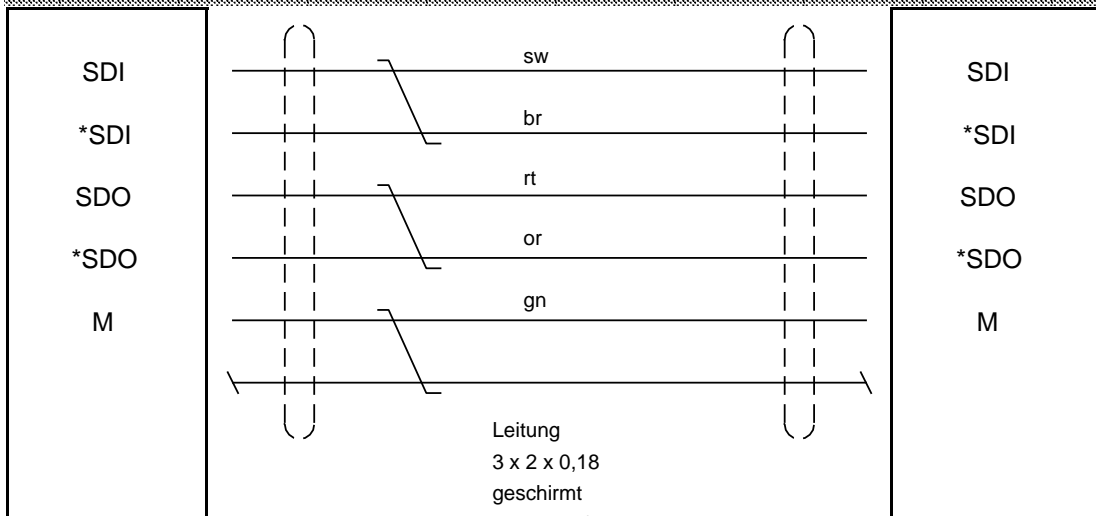 sw
SDI SDI
br
*SDI *SDI
rt
SDO SDO
or
*SDO *SDO
gn
M M
Leitung
3 x 2 x 0,18
geschirmt